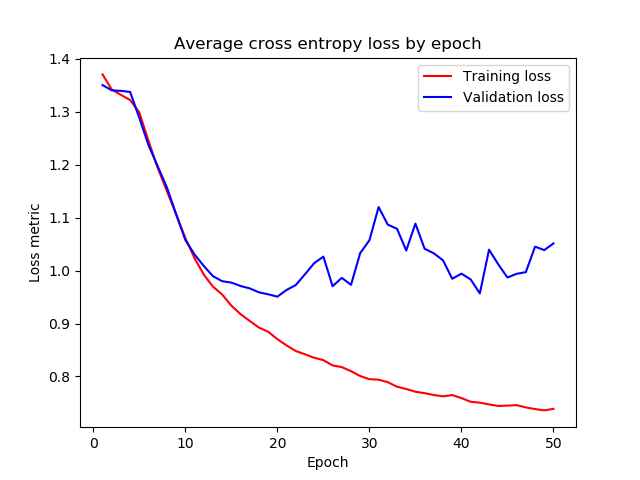 Average cross entropy loss by epoch
Training loss
Validation loss
Loss metric
1.4
1.3
1.2
1.1
1.0
0.9
0.8
0 10 20 30 40 50
Epoch